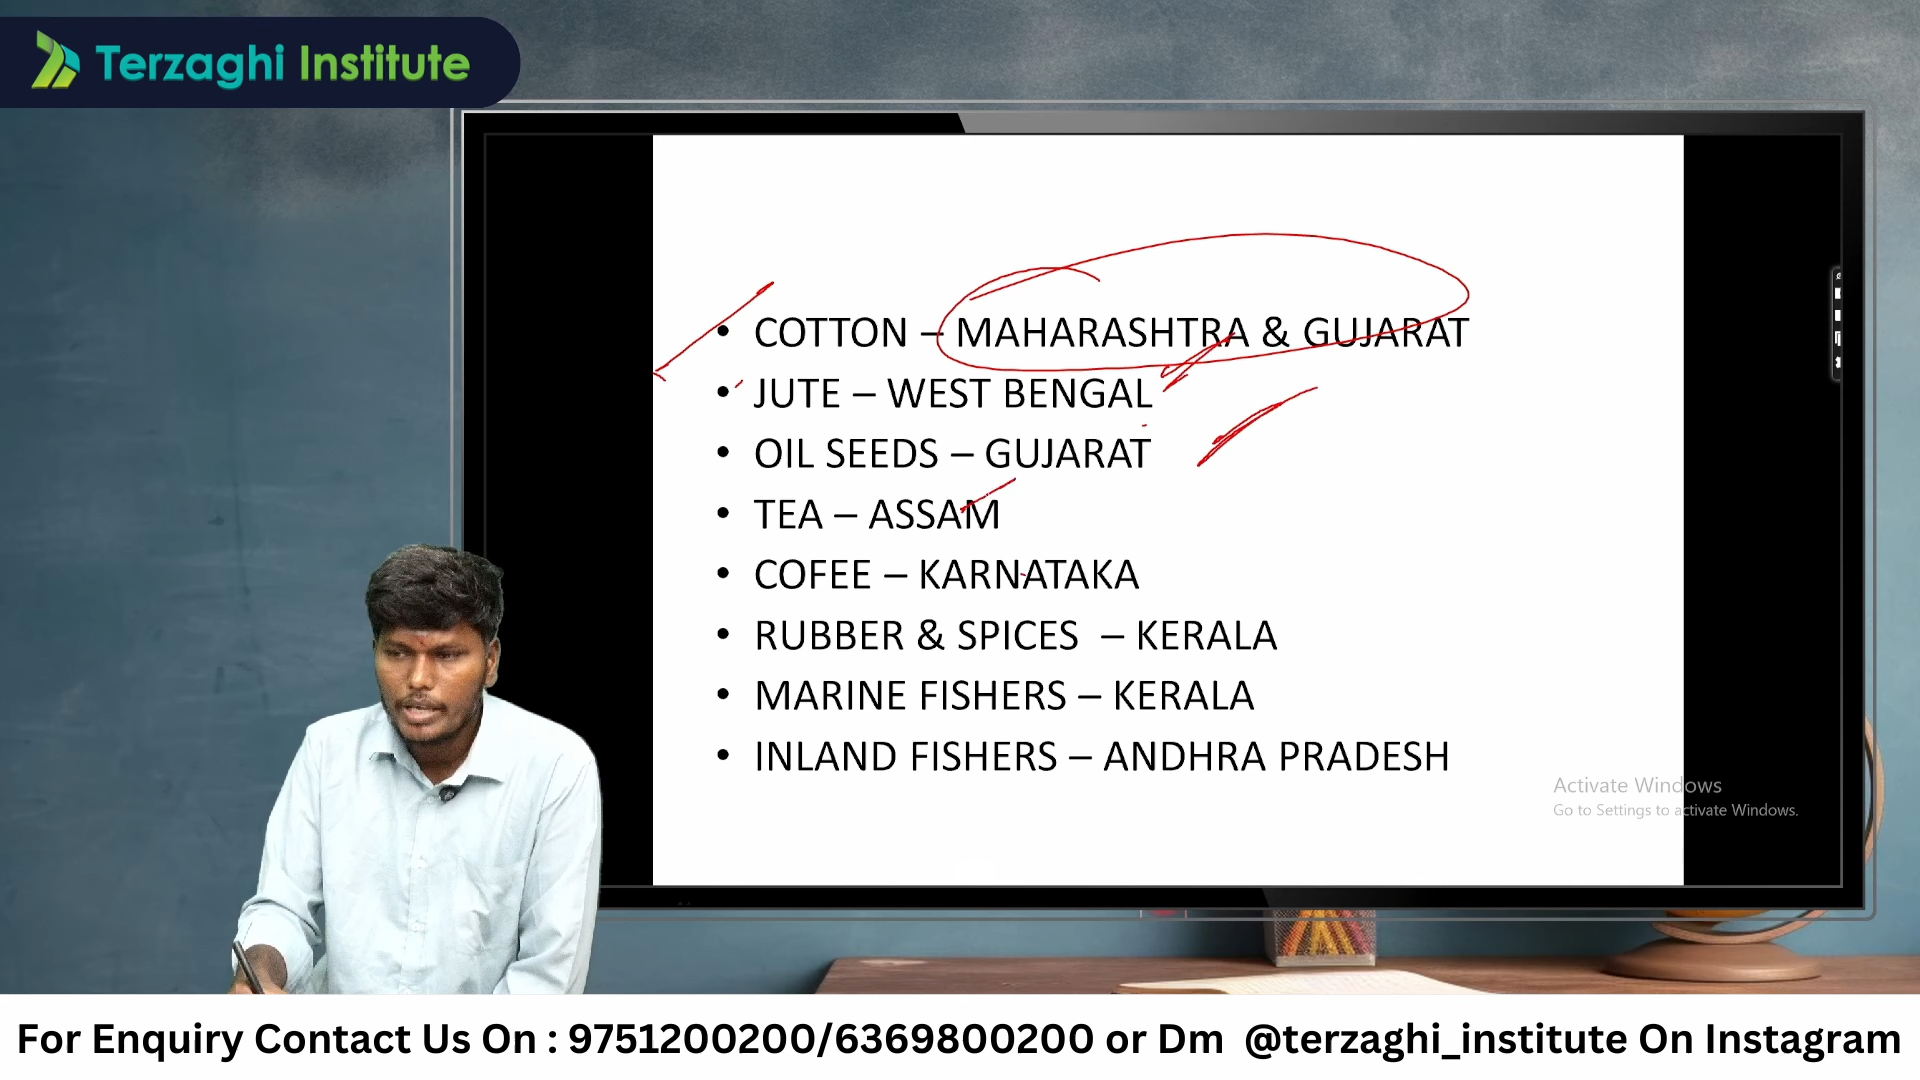 Terzaghi Institute
• COTTON – MAHARASHTRA & GUJARAT
• JUTE – WEST BENGAL
• OIL SEEDS – GUJARAT
• TEA – ASSAM
• COFEE – KARNATAKA
• RUBBER & SPICES – KERALA
• MARINE FISHERS – KERALA
• INLAND FISHERS – ANDHRA PRADESH
Activate Windows
Go to Settings to activate Windows.
For Enquiry Contact Us On : 9751200200/6369800200 or Dm @terzaghi_institute On Instagram